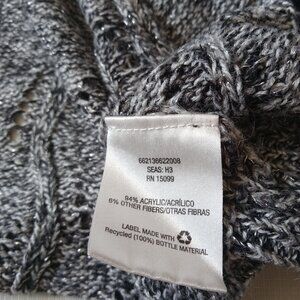 662136622008
SEAS: H3
RN 15099
94% ACRYLIC/ACRÍLICO
6% OTHER FIBERS/OTRAS FIBRAS
LABEL MADE WITH
Recycled (100%) BOTTLE MATERIAL